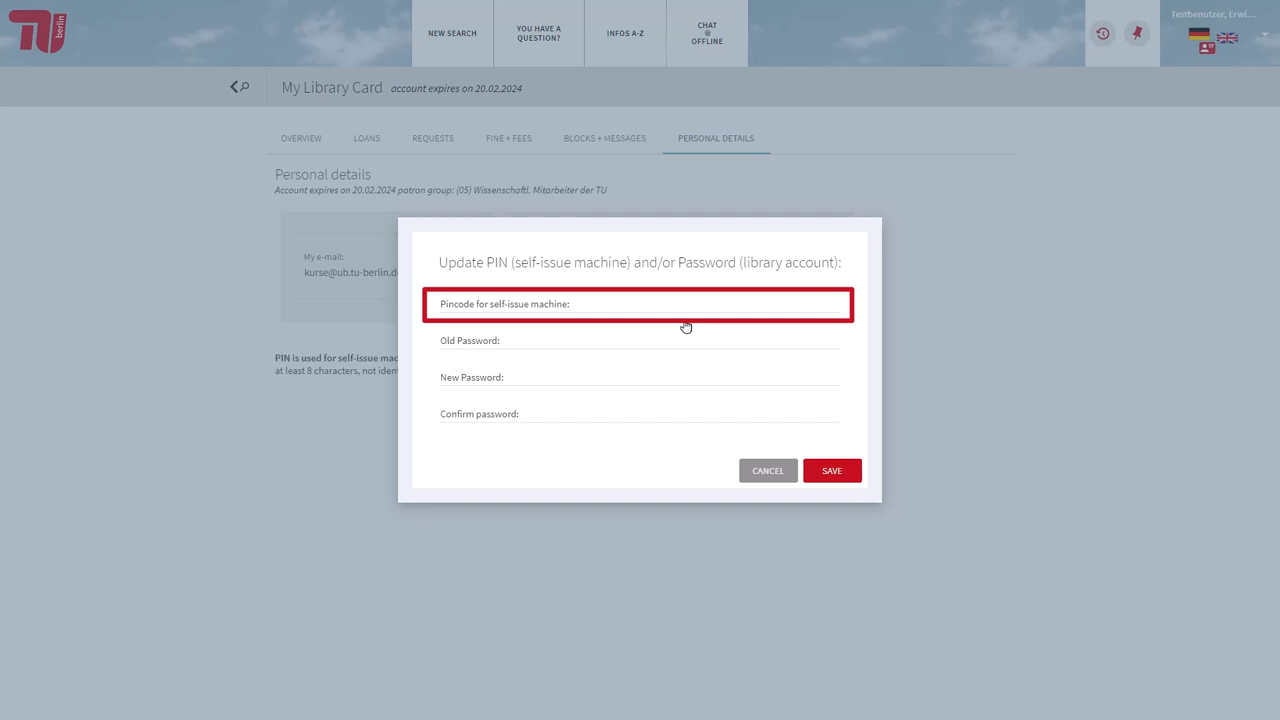 TU berlin
NEW SEARCH
YOU HAVE A QUESTION?
INFOS A-Z
CHAT OFFLINE
Testbenutzer, Erwi...
My Library Card account expires on 20.02.2024
OVERVIEW LOANS REQUESTS FINE + FEES BLOCKS + MESSAGES PERSONAL DETAILS
Personal details
Account expires on 20.02.2024 patron group: (05) Wissenschaftl. Mitarbeiter der TU
My e-mail:
kurse@ub.tu-berlin.d
PIN is used for self-issue mac
at least 8 characters, not iden
Update PIN (self-issue machine) and/or Password (library account):
Pincode for self-issue machine:
Old Password:
New Password:
Confirm password:
CANCEL SAVE